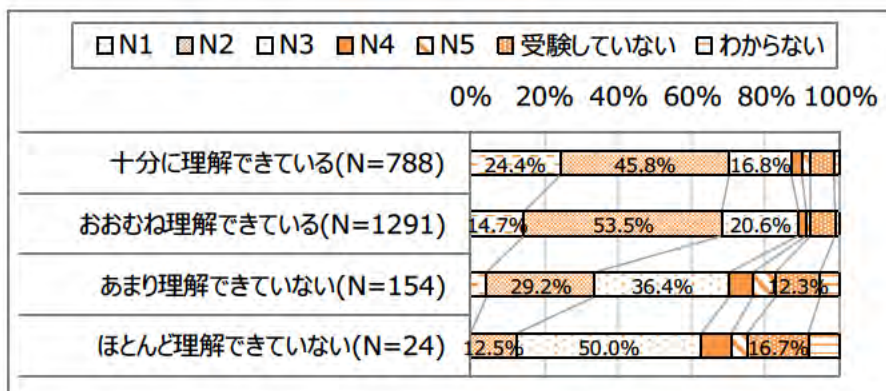 N1 N2 N3 N4 N5 受験していない わからない
0% 20% 40% 60% 80% 100%
十分に理解できている(N=788) 24.4% 45.8% 16.8%
おおむね理解できている(N=1291) 14.7% 53.5% 20.6%
あまり理解できていない(N=154) 29.2% 36.4% 12.3%
ほとんど理解できていない(N=24) 12.5% 50.0% 16.7%